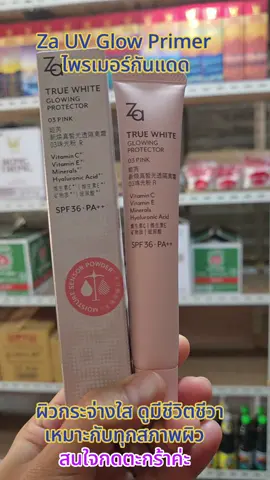 Za UV Glow Primer
ไพรเมอร์กันแดด
Za
TRUE WHITE
GLOWING
PROTECTOR
03 PINK
Vitamin C
Vitamin E
Minerals
Hyaluronic Acid
SPF36·PA++
MOISTURE SENSOR POWDER
Za
TRUE WHITE
GLOWING
PROTECTOR
03 PINK
Vitamin C
Vitamin E
Minerals
Hyaluronic Acid
SPF36·PA++
ผิวกระจ่างใส ดูมีชีวิตชีวา
เหมาะกับทุกสภาพผิว
สนใจกดตะกร้าค่ะ